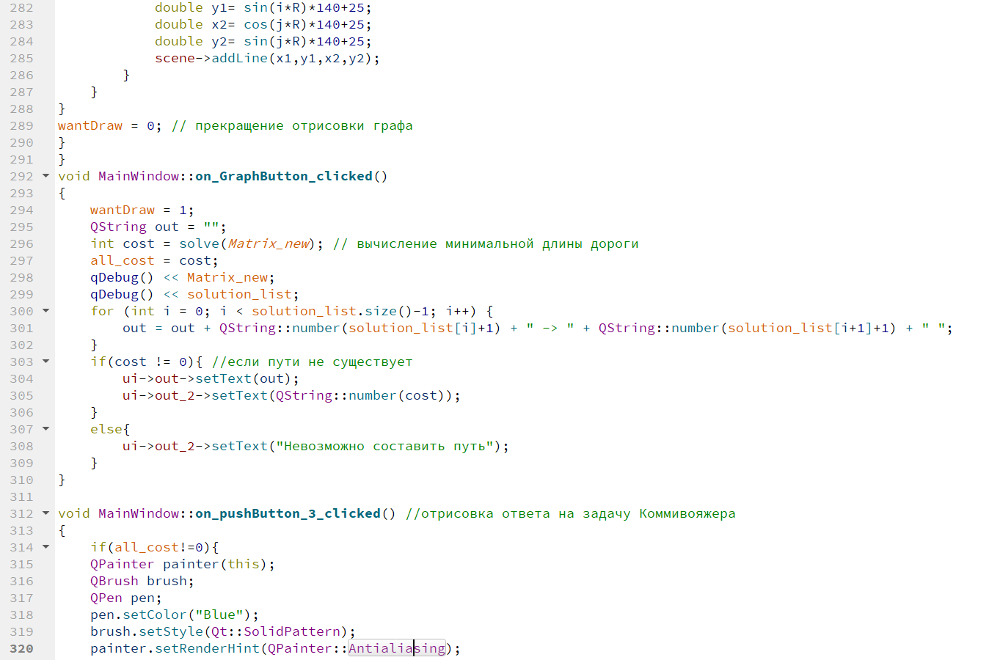 282 double y1= sin(i*R)*140+25;
283 double x2= cos(j*R)*140+25;
284 double y2= sin(j*R)*140+25;
285 scene->addLine(x1,y1,x2,y2);
286 }
287 }
288 }
289 wantDraw = 0; // прекращение отрисовки графа
290 }
291 }
292 void MainWindow::on_GraphButton_clicked()
293 {
294 wantDraw = 1;
295 QString out = "";
296 int cost = solve(Matrix_new); // вычисление минимальной длины дороги
297 all_cost = cost;
298 qDebug() << Matrix_new;
299 qDebug() << solution_list;
300 for (int i = 0; i < solution_list.size()-1; i++) {
301 out = out + QString::number(solution_list[i]+1) + " -> " + QString::number(solution_list[i+1]+1) + " ";
302 }
303 if(cost != 0){ //если пути не существует
304 ui->out->setText(out);
305 ui->out_2->setText(QString::number(cost));
306 }
307 else{
308 ui->out_2->setText("Невозможно составить путь");
309 }
310 }
311
312 void MainWindow::on_pushButton_3_clicked() //отрисовка ответа на задачу Коммивояжера
313 {
314 if(all_cost!=0){
315 QPainter painter(this);
316 QBrush brush;
317 QPen pen;
318 pen.setColor("Blue");
319 brush.setStyle(Qt::SolidPattern);
320 painter.setRenderHint(QPainter::Antialiasing);